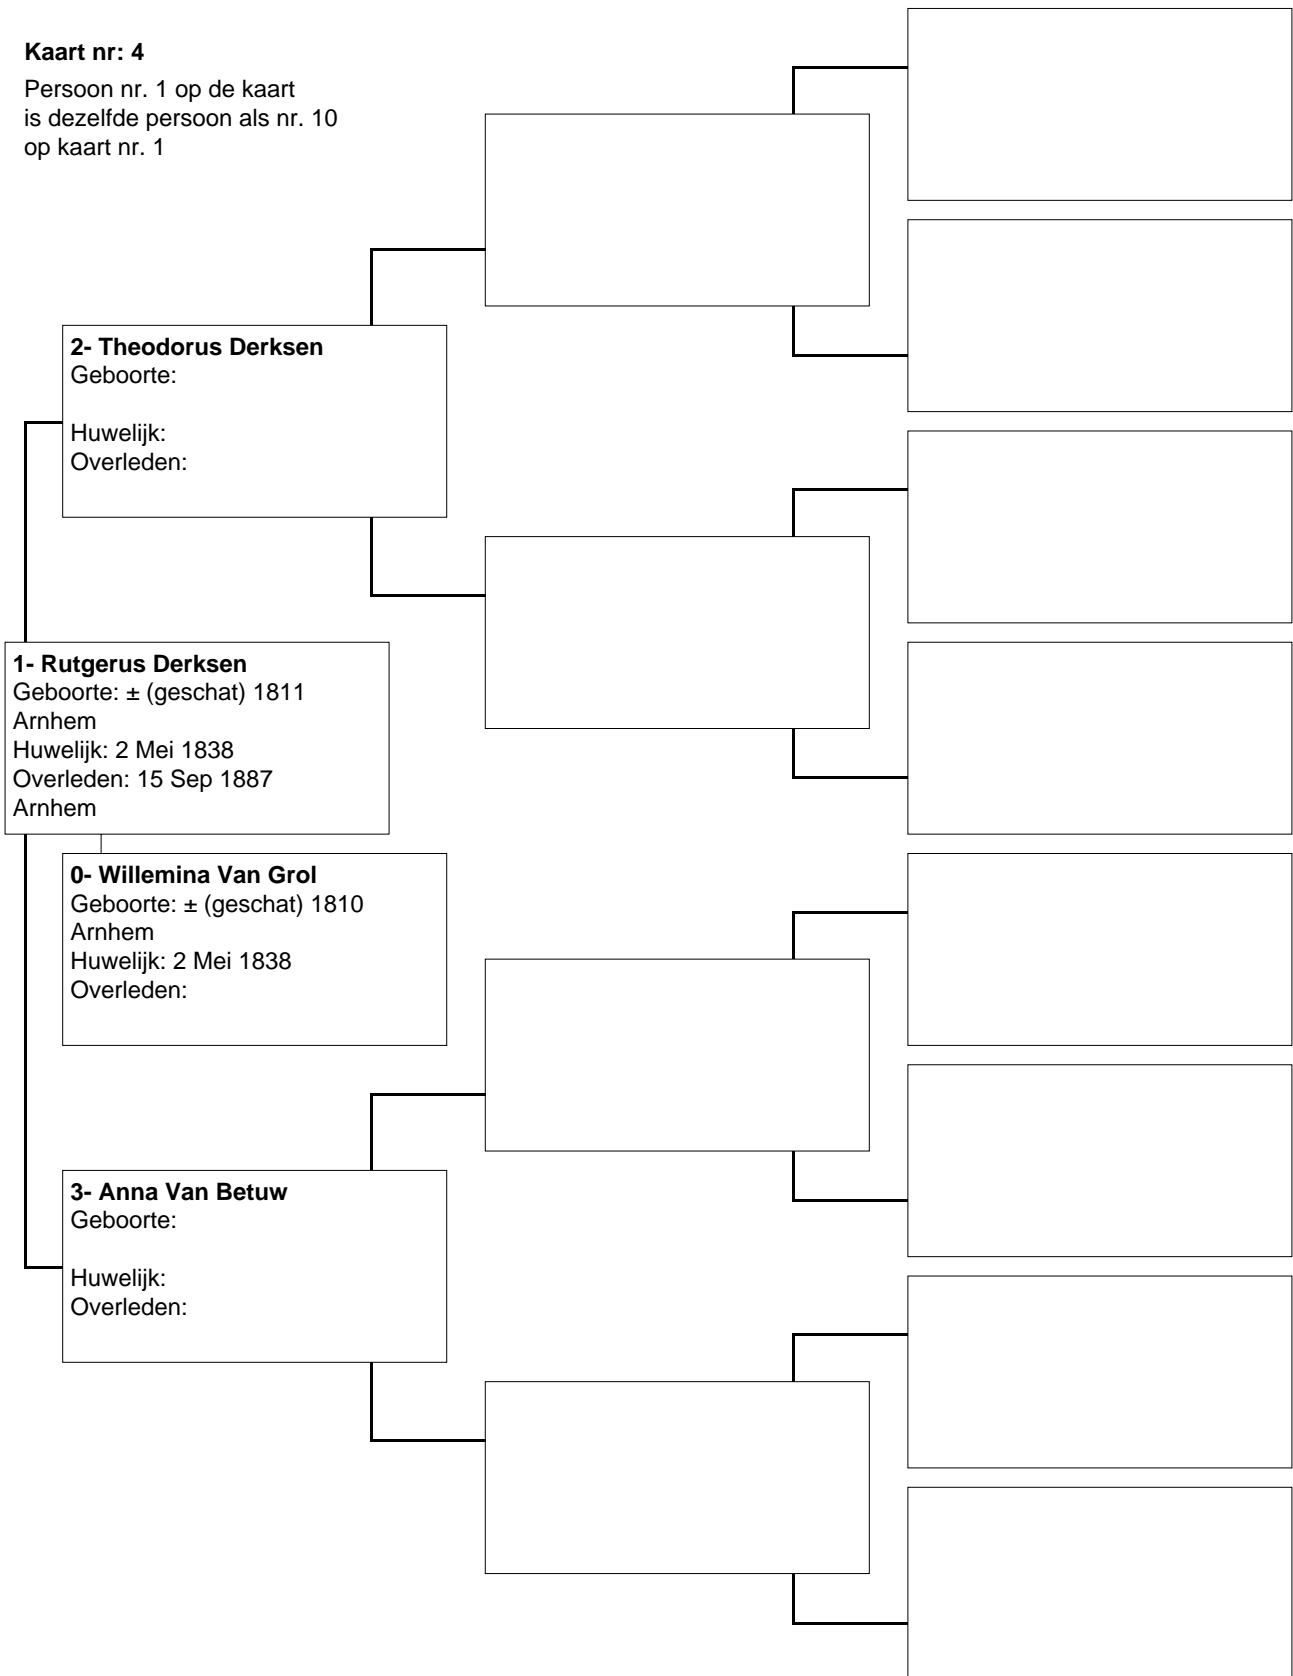 Kaart nr: 4
Persoon nr. 1 op de kaart
is dezelfde persoon als nr. 10
op kaart nr. 1
2- Theodorus Derksen
Geboorte:
Huwelijk:
Overleden:
1- Rutgerus Derksen
Geboorte: ± (geschat) 1811
Arnhem
Huwelijk: 2 Mei 1838
Overleden: 15 Sep 1887
Arnhem
0- Willemina Van Grol
Geboorte: ± (geschat) 1810
Arnhem
Huwelijk: 2 Mei 1838
Overleden:
3- Anna Van Betuw
Geboorte:
Huwelijk:
Overleden: